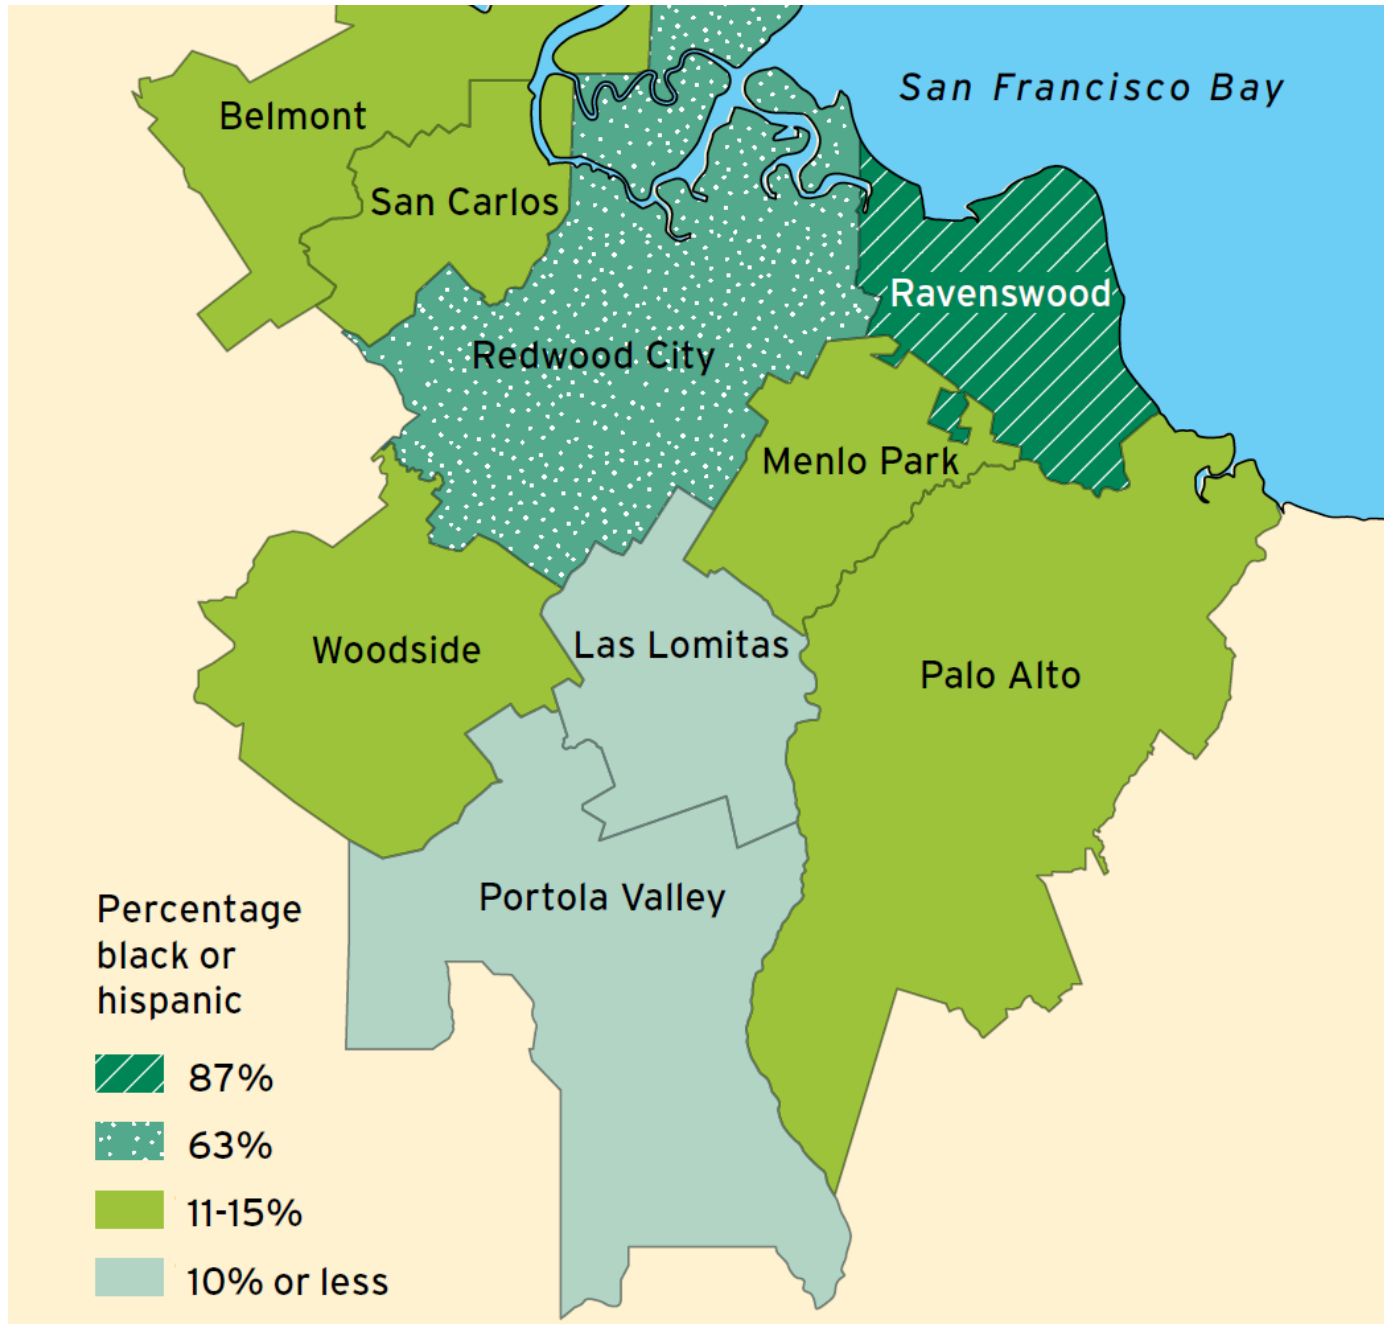 San Francisco Bay
Belmont
San Carlos
Ravenswood
Redwood City
Menlo Park
Woodside
Las Lomitas
Palo Alto
Portola Valley
Percentage
black or
hispanic
87%
63%
11-15%
10% or less